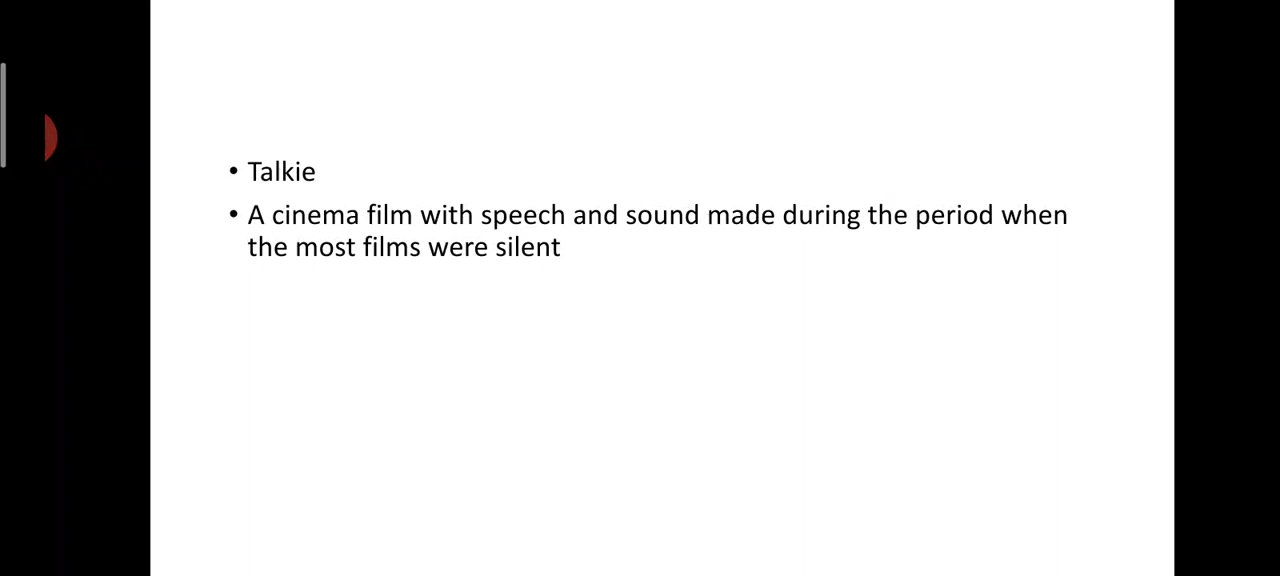 • Talkie
• A cinema film with speech and sound made during the period when
the most films were silent